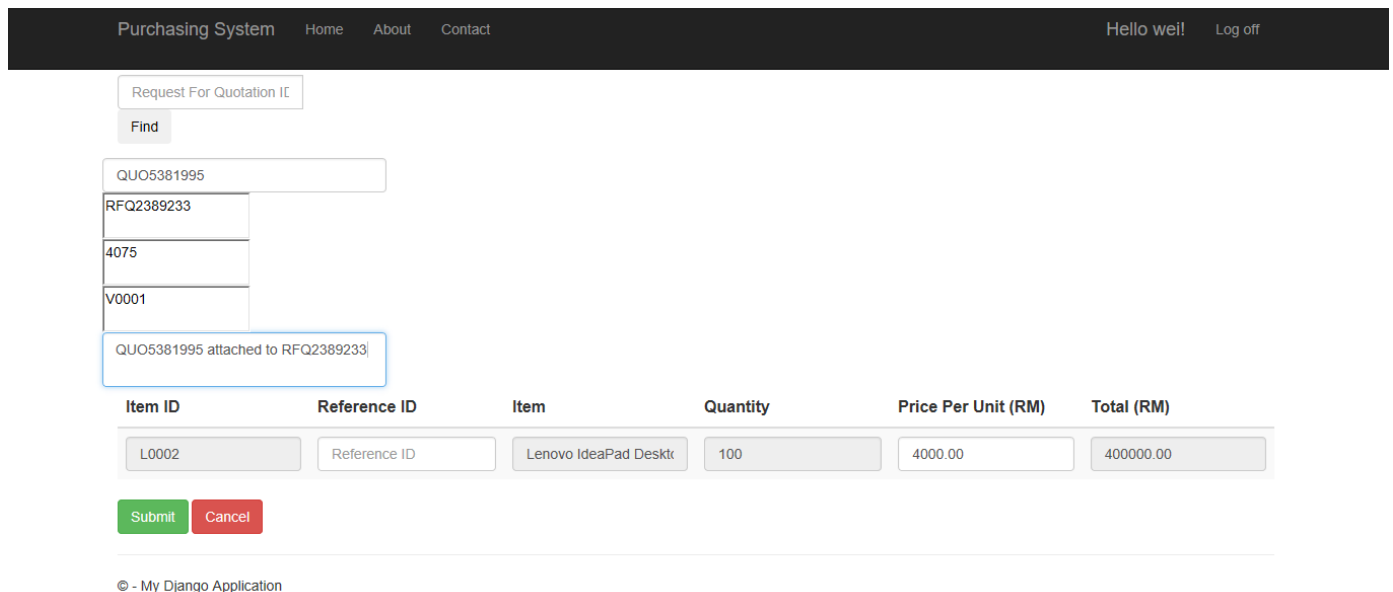 Purchasing System Home About Contact Hello wei! Log off
Request For Quotation ID
Find
QUO5381995
RFQ2389233
4075
V0001
QUO5381995 attached to RFQ2389233
Item ID Reference ID Item Quantity Price Per Unit (RM) Total (RM)
L0002 Reference ID Lenovo IdeaPad Deskto 100 4000.00 400000.00
Submit Cancel
© - My Django Application